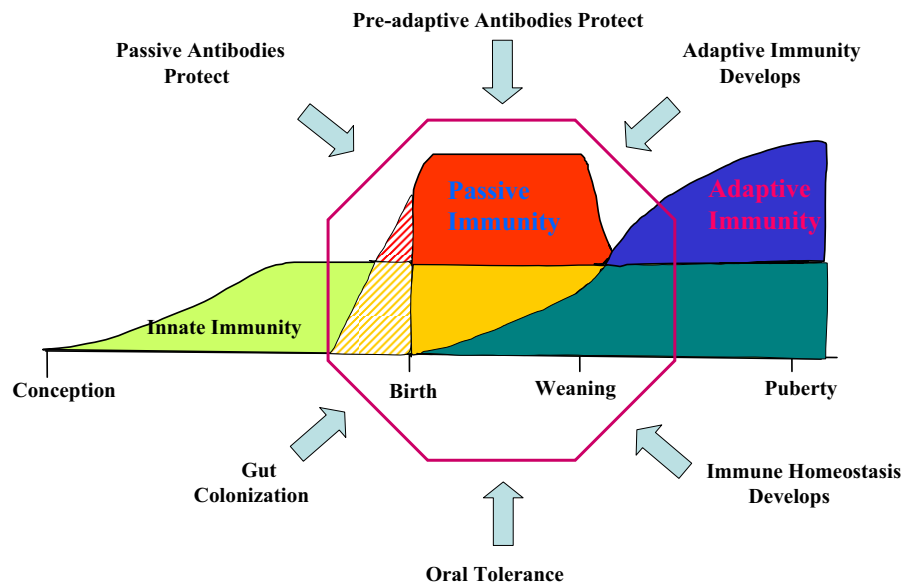 Pre-adaptive Antibodies Protect
Passive Antibodies
Protect
Adaptive Immunity
Develops
Passive
Immunity
Adaptive
Immunity
Innate Immunity
Conception
Birth
Weaning
Puberty
Gut
Colonization
Immune Homeostasis
Develops
Oral Tolerance